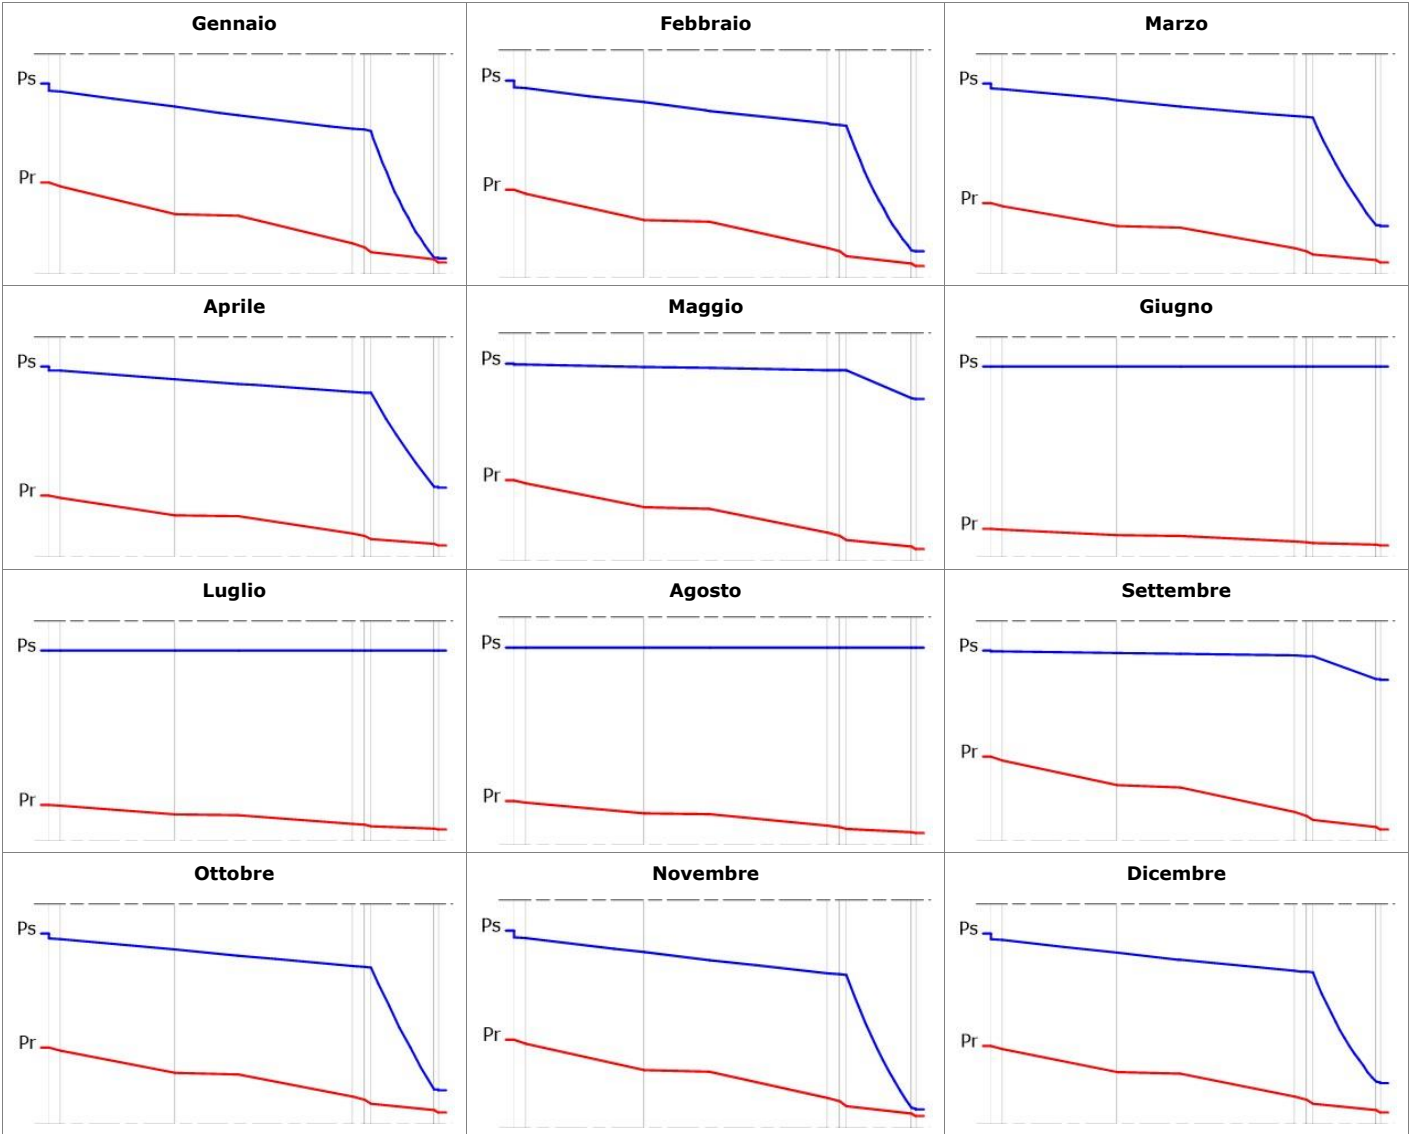 Gennaio Febbraio Marzo
Ps Ps Ps
Pr Pr Pr
Aprile Maggio Giugno
Ps Ps Ps
Pr Pr Pr
Luglio Agosto Settembre
Ps Ps Ps
Pr Pr Pr
Ottobre Novembre Dicembre
Ps Ps Ps
Pr Pr Pr